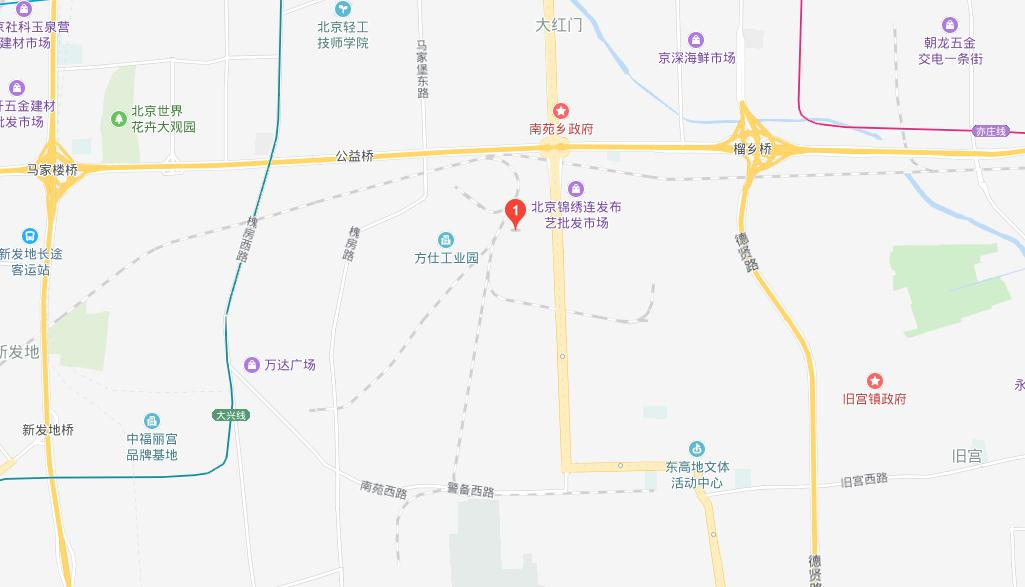 京社科玉泉营
建材市场
北京轻工
技师学院
大红门
马家堡东路
京深海鲜市场
朝龙五金
交电一条街
五金建材
批发市场
北京世界
花卉大观园
南苑乡政府
亦庄线
公益桥
榴乡桥
马家楼桥
1
北京锦绣连发布
艺批发市场
槐房西路
槐房路
方仕工业园
德贤路
新发地长途
客运站
新发地
万达广场
旧宫镇政府
永
大兴线
新发地桥
中福丽宫
品牌基地
东高地文体
活动中心
旧宫
旧宫西路
南苑西路
警备西路
德贤路